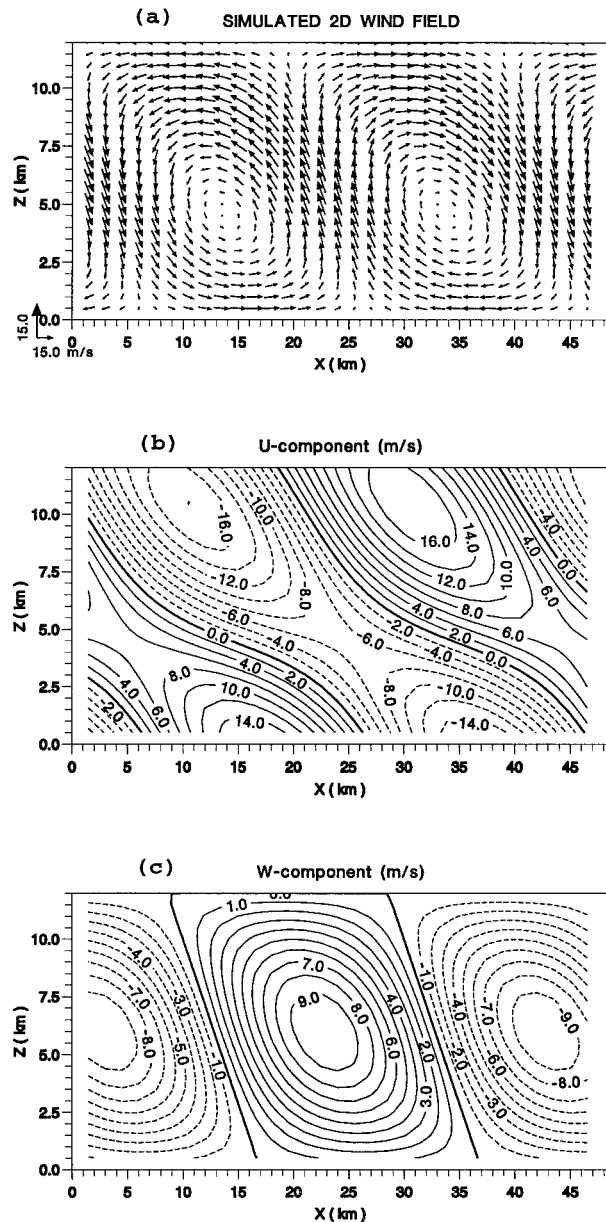 (a) SIMULATED 2D WIND FIELD
10.0
7.5
5.0
2.5
0.0
Z (km)
15.0
15.0 m/s
0 5 10 15 20 25 30 35 40 45
X (km)
(b) U-component (m/s)
10.0
7.5
5.0
2.5
0.0
Z (km)
-16.0 -10.0 -12.0 -8.0 -6.0 -4.0 0.0
8.0 4.0 2.0 10.0 14.0
4.0 -2.0 6.0
16.0 14.0 12.0 10.0 8.0 6.0 4.0 -4.0 0.0 4.0 6.0
-6.0 -2.0 2.0 -4.0 0.0
-8.0 -10.0 -14.0
0 5 10 15 20 25 30 35 40 45
X (km)
(c) W-component (m/s)
10.0
7.5
5.0
2.5
0.0
Z (km)
-4.0 -3.0 -7.0 -8.0 -5.0 -1.0
1.0 7.0 9.0 8.0 4.0 6.0 2.0 3.0
-1.0 -4.0 -2.0 -6.0 -3.0 -9.0 -8.0
0 5 10 15 20 25 30 35 40 45
X (km)